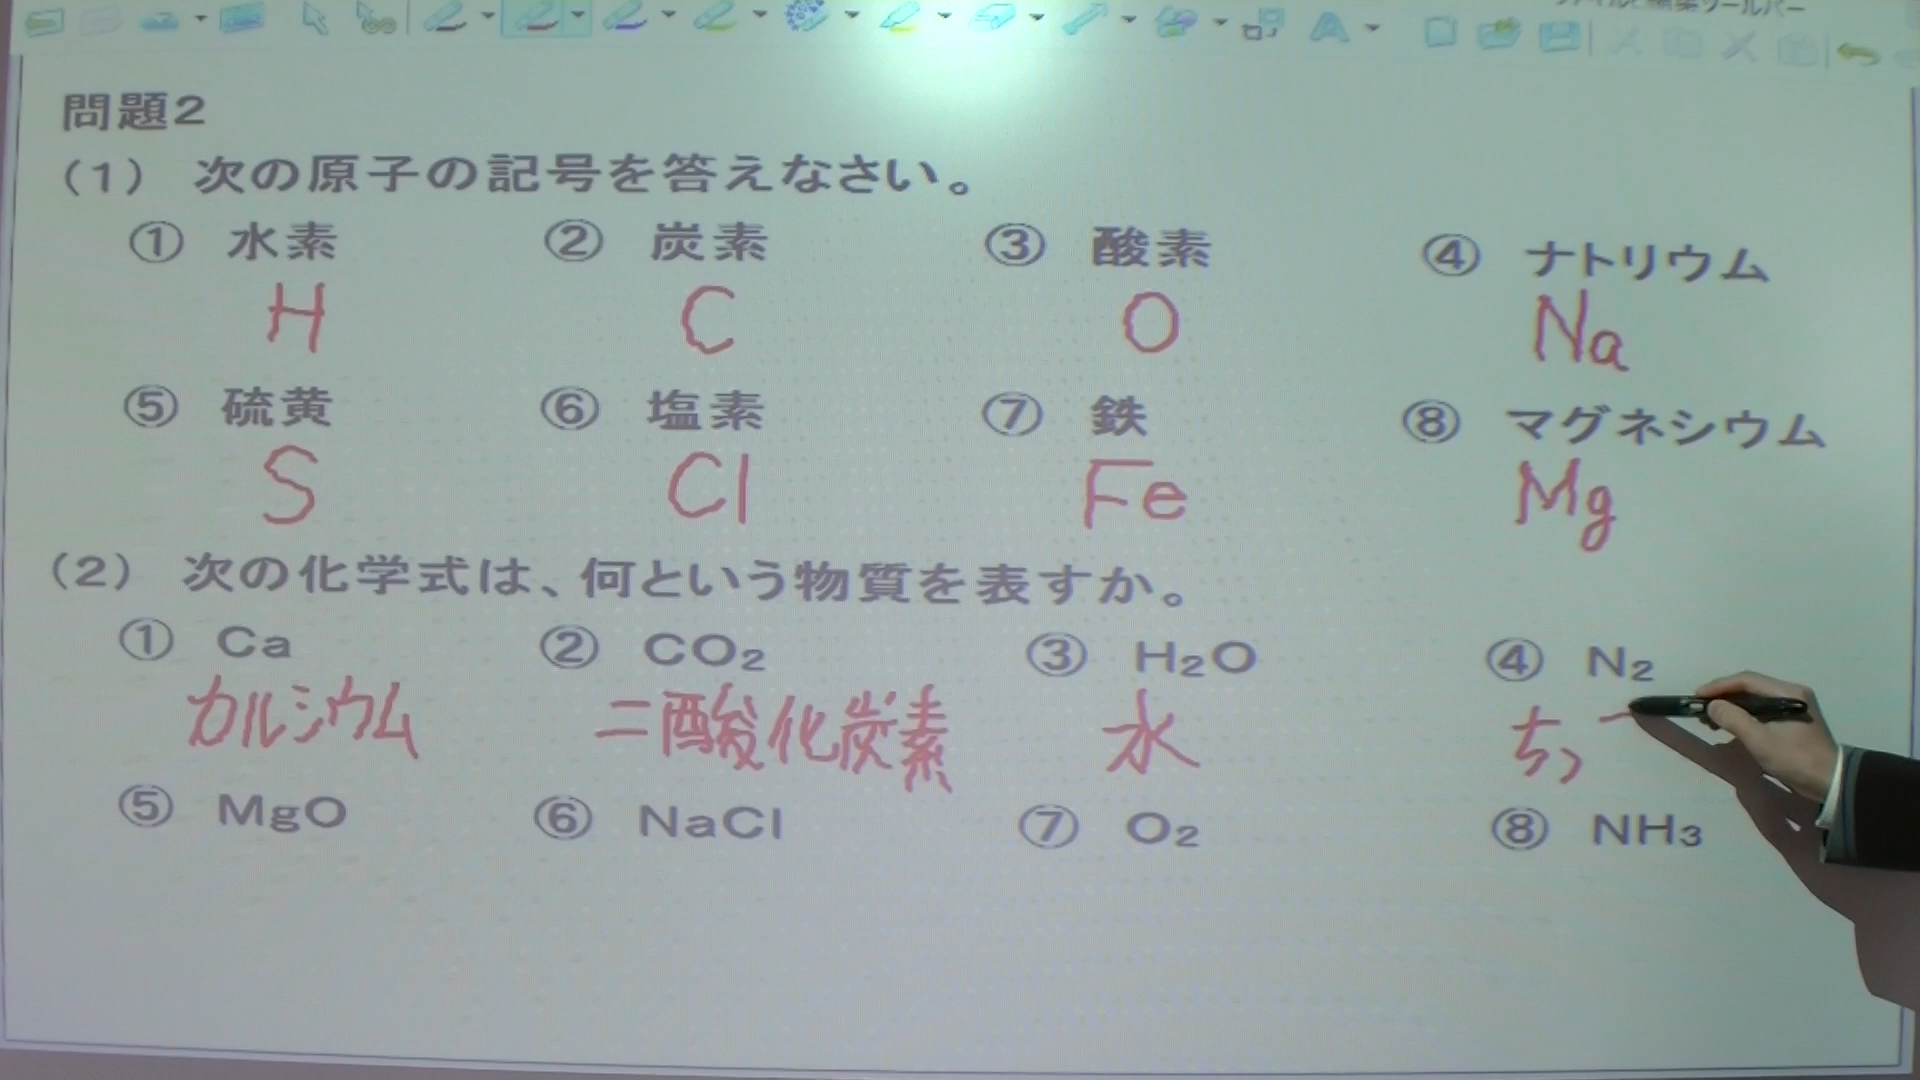 問題2
(1) 次の原子の記号を答えなさい。
① 水素 ② 炭素 ③ 酸素 ④ ナトリウム
H C O Na
⑤ 硫黄 ⑥ 塩素 ⑦ 鉄 ⑧ マグネシウム
S Cl Fe Mg
(2) 次の化学式は、何という物質を表すか。
① Ca ② CO₂ ③ H₂O ④ N₂
カルシウム 二酸化炭素 水 ちっ
⑤ MgO ⑥ NaCl ⑦ O₂ ⑧ NH₃